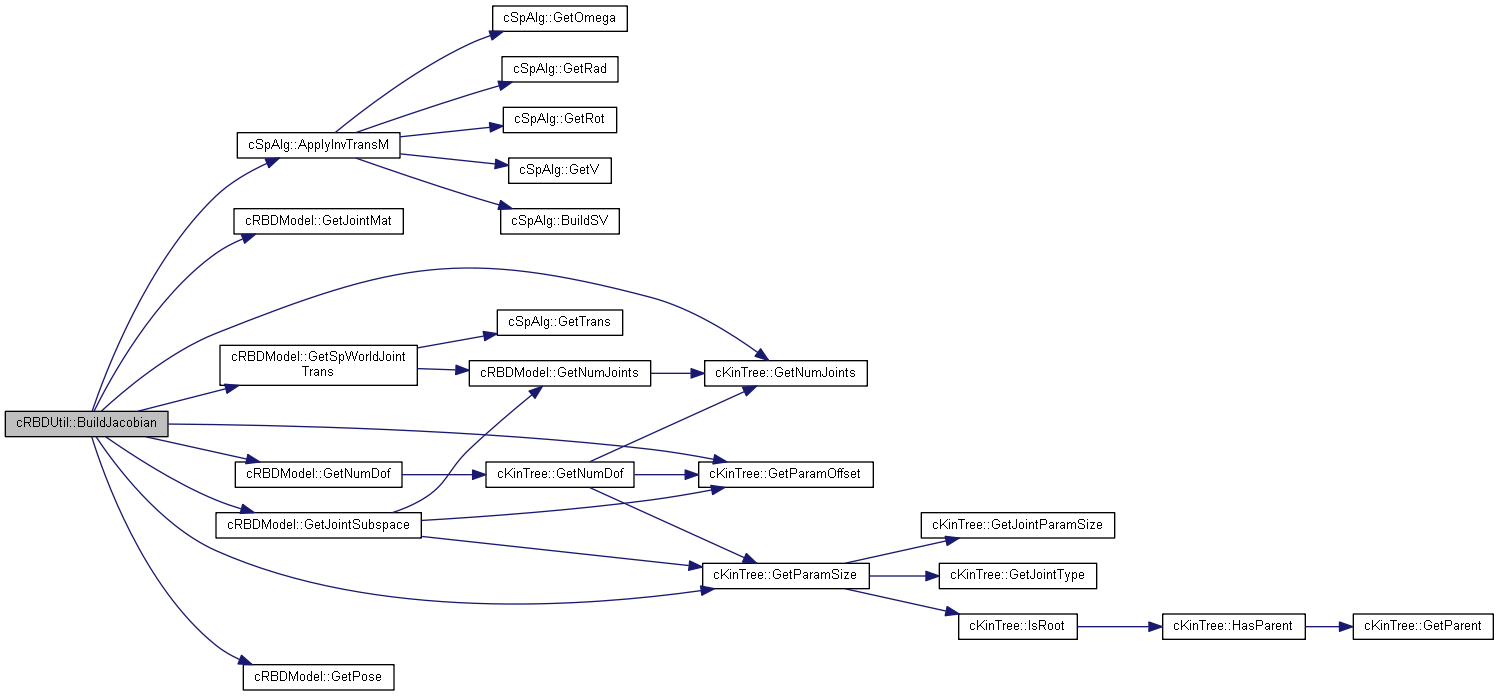 cSpAlg::GetOmega
cSpAlg::GetRad
cSpAlg::GetRot
cSpAlg::ApplyInvTransM
cSpAlg::GetV
cSpAlg::BuildSV
cRBDModel::GetJointMat
cSpAlg::GetTrans
cRBDModel::GetSpWorldJoint
Trans
cRBDModel::GetNumJoints
cKinTree::GetNumJoints
cRBDUtil::BuildJacobian
cRBDModel::GetNumDof
cKinTree::GetNumDof
cKinTree::GetParamOffset
cRBDModel::GetJointSubspace
cKinTree::GetJointParamSize
cKinTree::GetParamSize
cKinTree::GetJointType
cKinTree::IsRoot
cKinTree::HasParent
cKinTree::GetParent
cRBDModel::GetPose